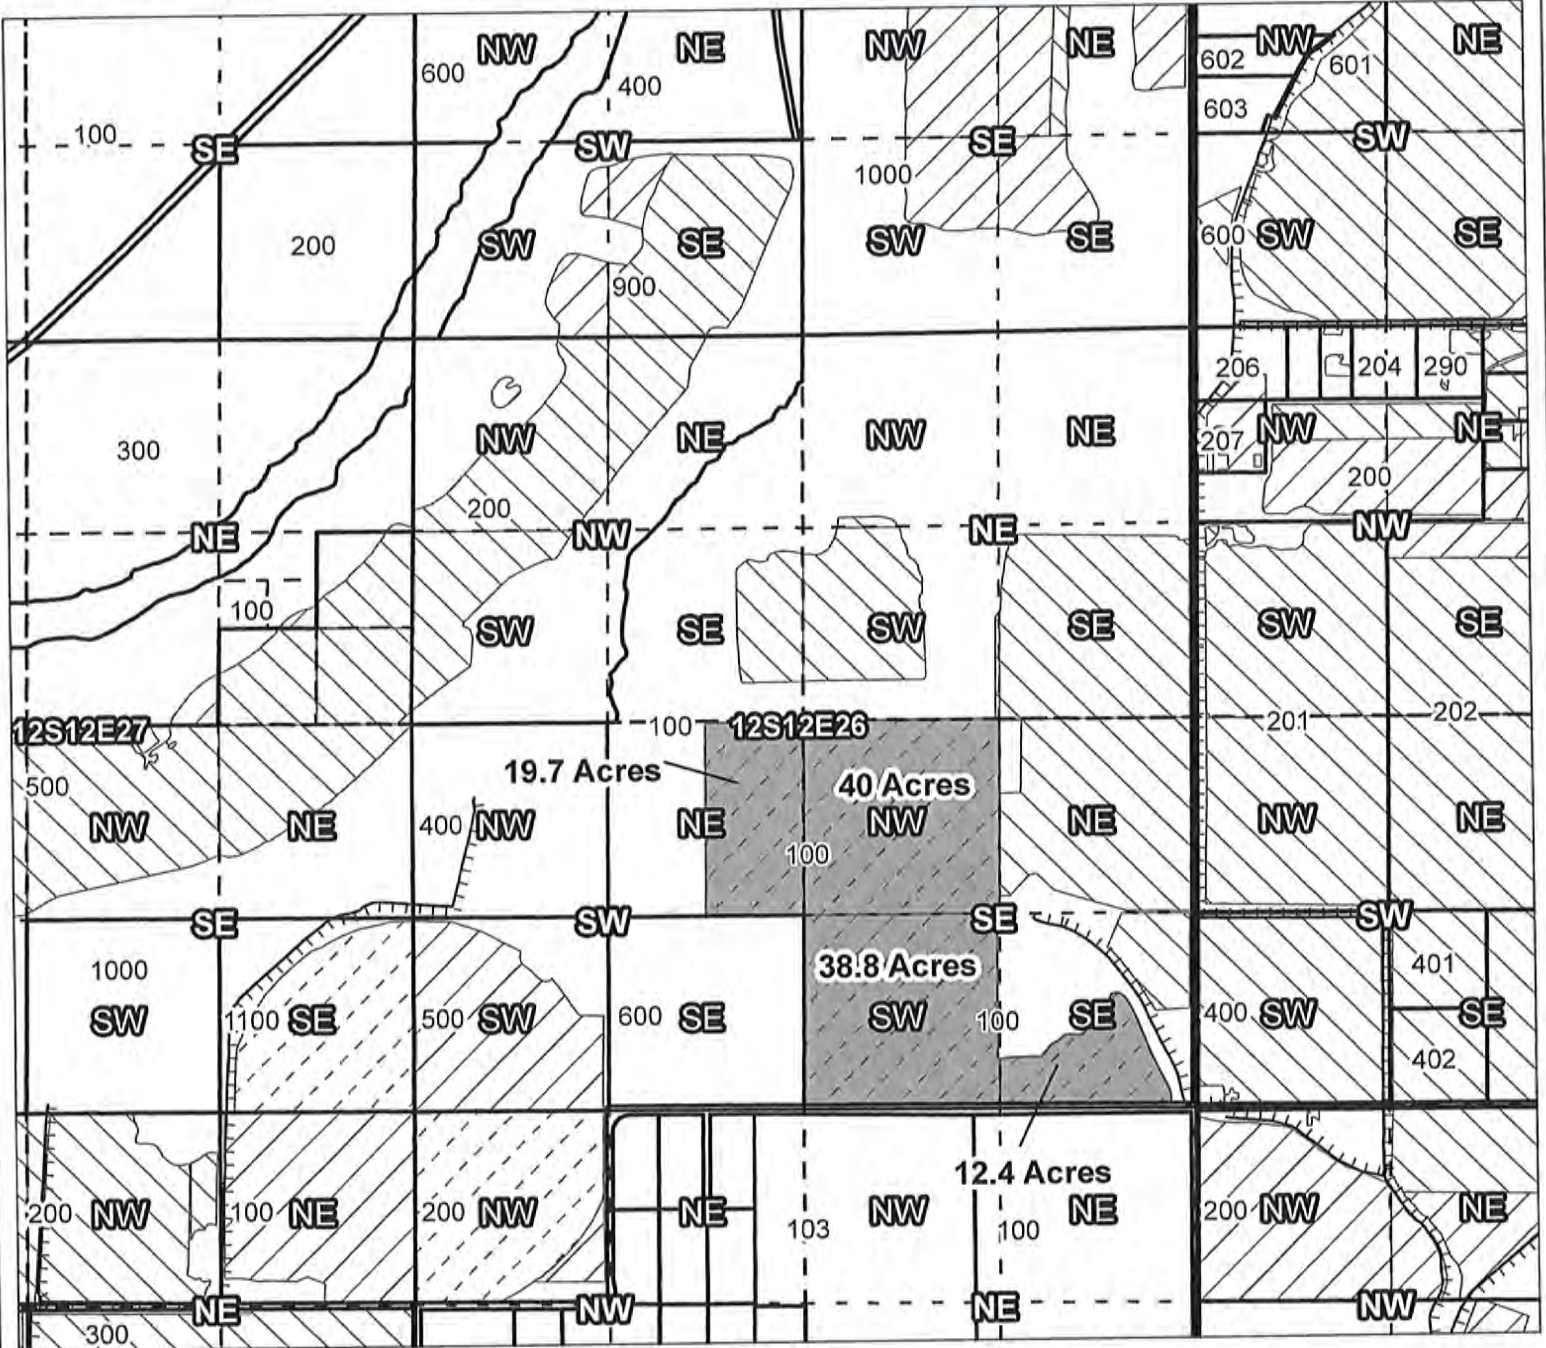 NW NE NW NE NW NE
600 400 602 601
603
100
SE SW SE SW
1000
200 SW SE SW SE 600 SW SE
900
206 204 290
300 NW NE NW NE 207 NW NE
200 200
NE NW NE NW
100 SW SE SW SE SW SE
12S12E27 100 12S12E26 201 202
19.7 Acres 40 Acres
500
NW NE 400 NW NE NW NE NW NE
100
SE SW SE SW
1000 38.8 Acres 401
SW 1100 SE 500 SW 600 SE SW 100 SE 400 SW SE
402
12.4 Acres
200 NW 100 NE 200 NW NE NW NE 200 NW NE
103 100
NE NW NE NW
300